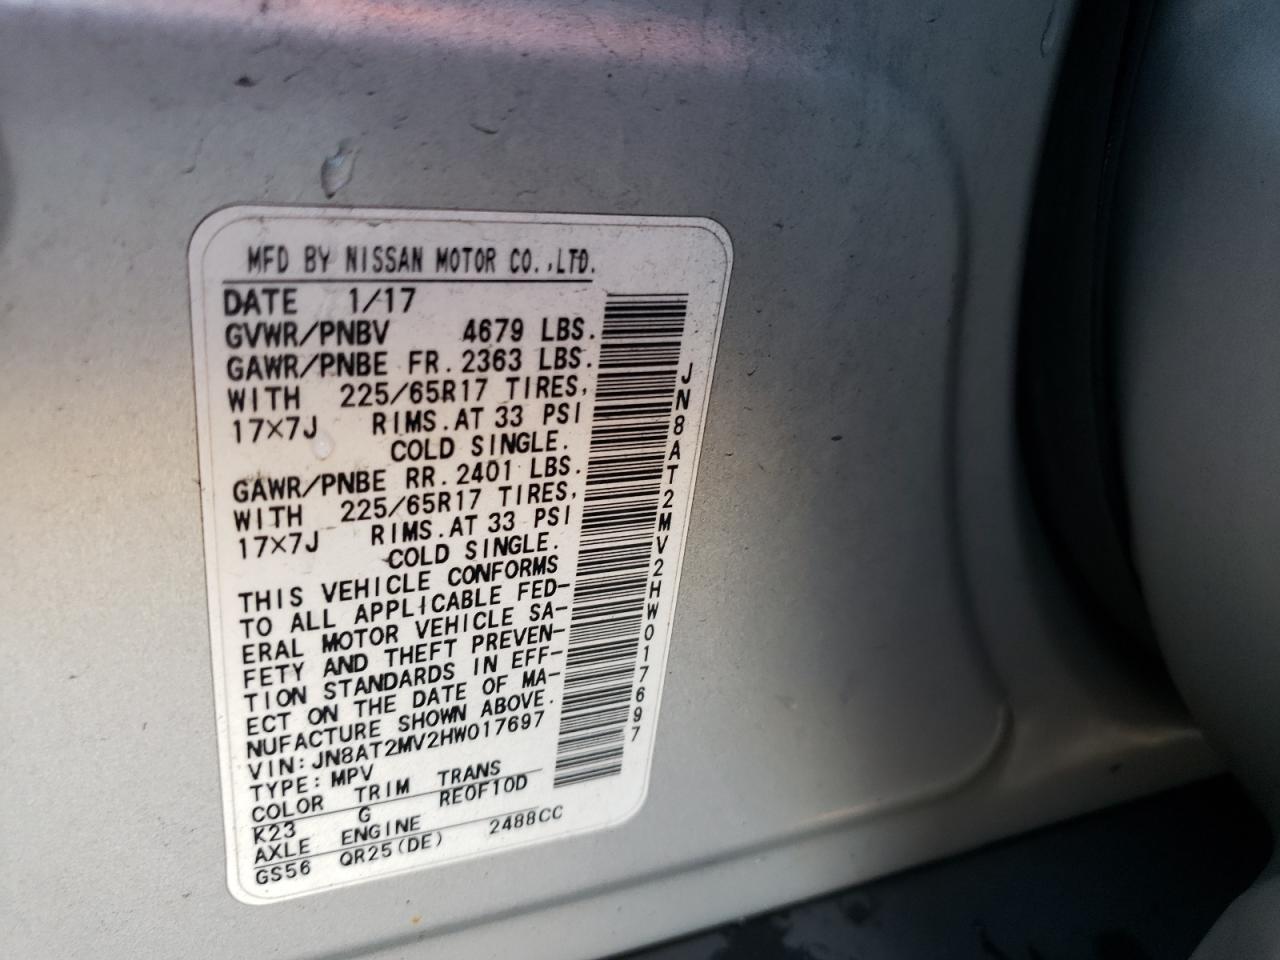 MFD BY NISSAN MOTOR CO.,LTD.
DATE 1/17
GVWR/PNBV 4679 LBS.
GAWR/PNBE FR. 2363 LBS.
WITH 225/65R17 TIRES,
17×7J RIMS.AT 33 PSI
COLD SINGLE.
GAWR/PNBE RR. 2401 LBS.
WITH 225/65R17 TIRES,
17×7J RIMS.AT 33 PSI
COLD SINGLE.
THIS VEHICLE CONFORMS
TO ALL APPLICABLE FED-
ERAL MOTOR VEHICLE SA-
FETY AND THEFT PREVEN-
TION STANDARDS IN EFF-
ECT ON THE DATE OF MA-
NUFACTURE SHOWN ABOVE.
VIN:JN8AT2MV2HW017697
TYPE:MPV
COLOR TRIM TRANS
K23 G RE0F10D
AXLE ENGINE
GS56 QR25(DE) 2488CC
JN8AT2MV2HW017697